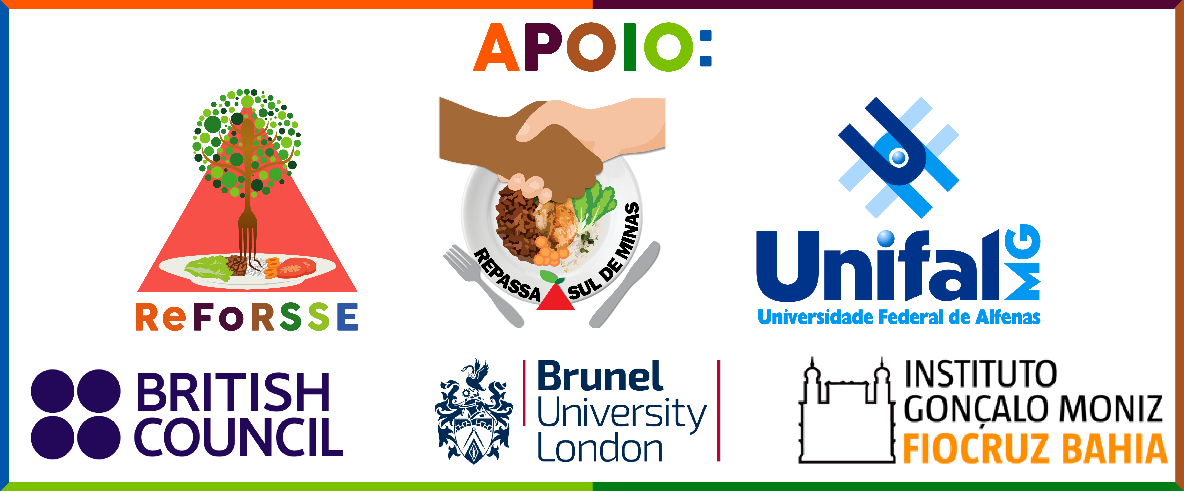 APOIO:
ReFoRSSE
REPASSA SUL DE MINAS
Unifal MG
Universidade Federal de Alfenas
BRITISH
COUNCIL
Brunel
University
London
INSTITUTO
GONÇALO MONIZ
FIOCRUZ BAHIA